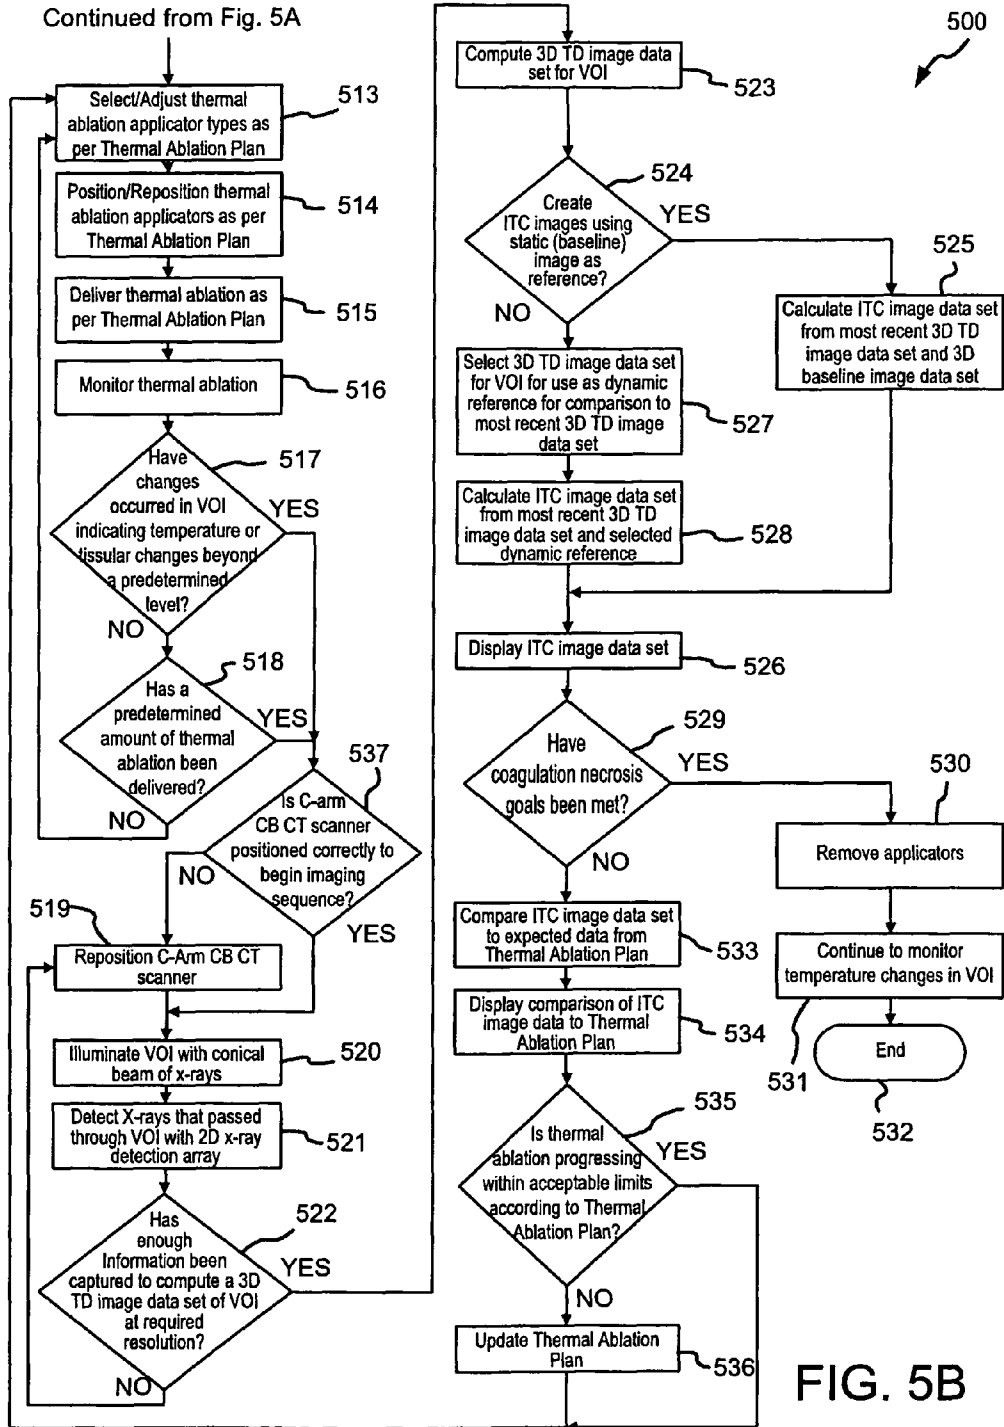 Continued from Fig. 5A
500
Select/Adjust thermal
ablation applicator types as
per Thermal Ablation Plan
513
Position/Reposition thermal
ablation applicators as per
Thermal Ablation Plan
514
Deliver thermal ablation as
per Thermal Ablation Plan
515
Monitor thermal ablation
516
Have
changes
occurred in VOI
indicating temperature or
tissular changes beyond
a predetermined
level?
517
YES
NO
Has a
predetermined
amount of thermal
ablation been
delivered?
518
YES
NO
Is C-arm
CB CT scanner
positioned correctly to
begin imaging
sequence?
537
NO
YES
519
Reposition C-Arm CB CT
scanner
Illuminate VOI with conical
beam of x-rays
520
Detect X-rays that passed
through VOI with 2D x-ray
detection array
521
Has
enough
Information been
captured to compute a 3D
TD image data set of VOI
at required
resolution?
522
YES
NO
Compute 3D TD image data
set for VOI
523
Create
ITC images using
static (baseline)
image as
reference?
524
YES
NO
525
Calculate ITC image data set
from most recent 3D TD
image data set and 3D
baseline image data set
Select 3D TD image data set
for VOI for use as dynamic
reference for comparison to
most recent 3D TD image
data set
527
Calculate ITC image data set
from most recent 3D TD
image data set and selected
dynamic reference
528
Display ITC image data set
526
Have
coagulation necrosis
goals been met?
529
YES
NO
530
Remove applicators
Continue to monitor
temperature changes in VOI
531
End
532
Compare ITC image data set
to expected data from
Thermal Ablation Plan
533
Display comparison of ITC
image data to Thermal
Ablation Plan
534
Is thermal
ablation progressing
within acceptable limits
according to Thermal
Ablation Plan?
535
YES
NO
Update Thermal Ablation
Plan
536
FIG. 5B